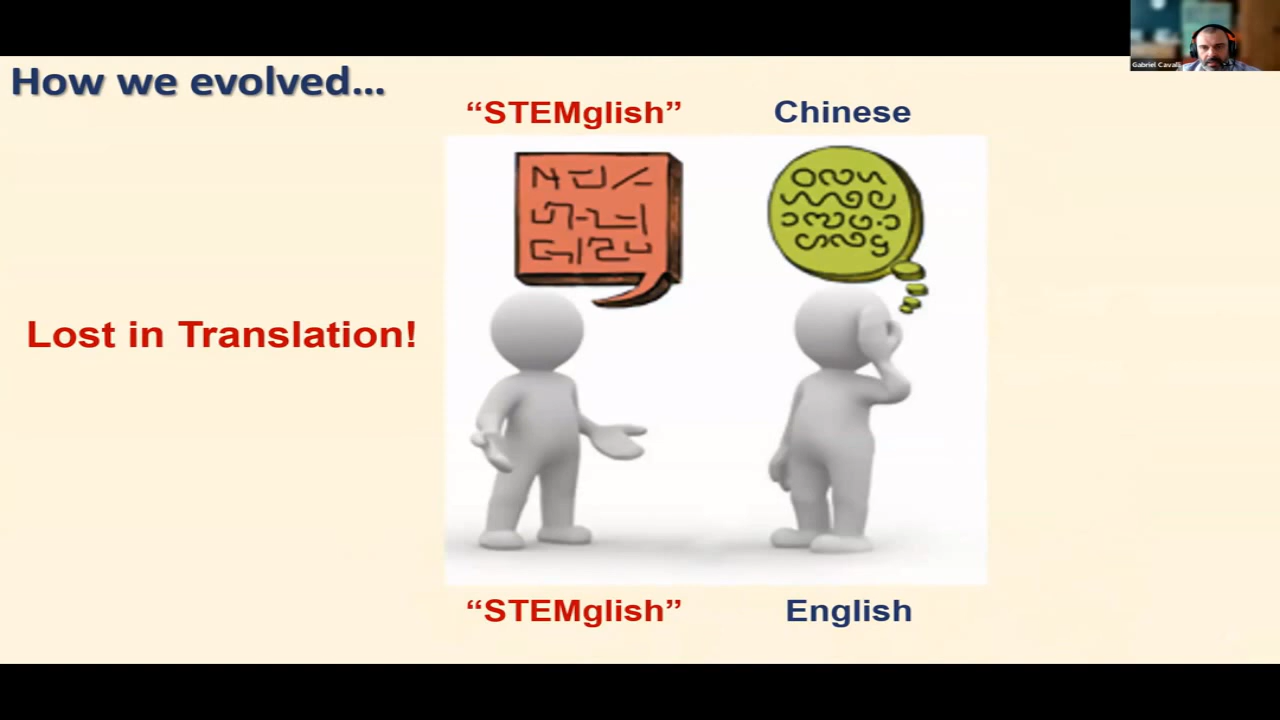 How we evolved...
“STEMglish” Chinese
Lost in Translation!
“STEMglish” English
Gabriel Cavalli